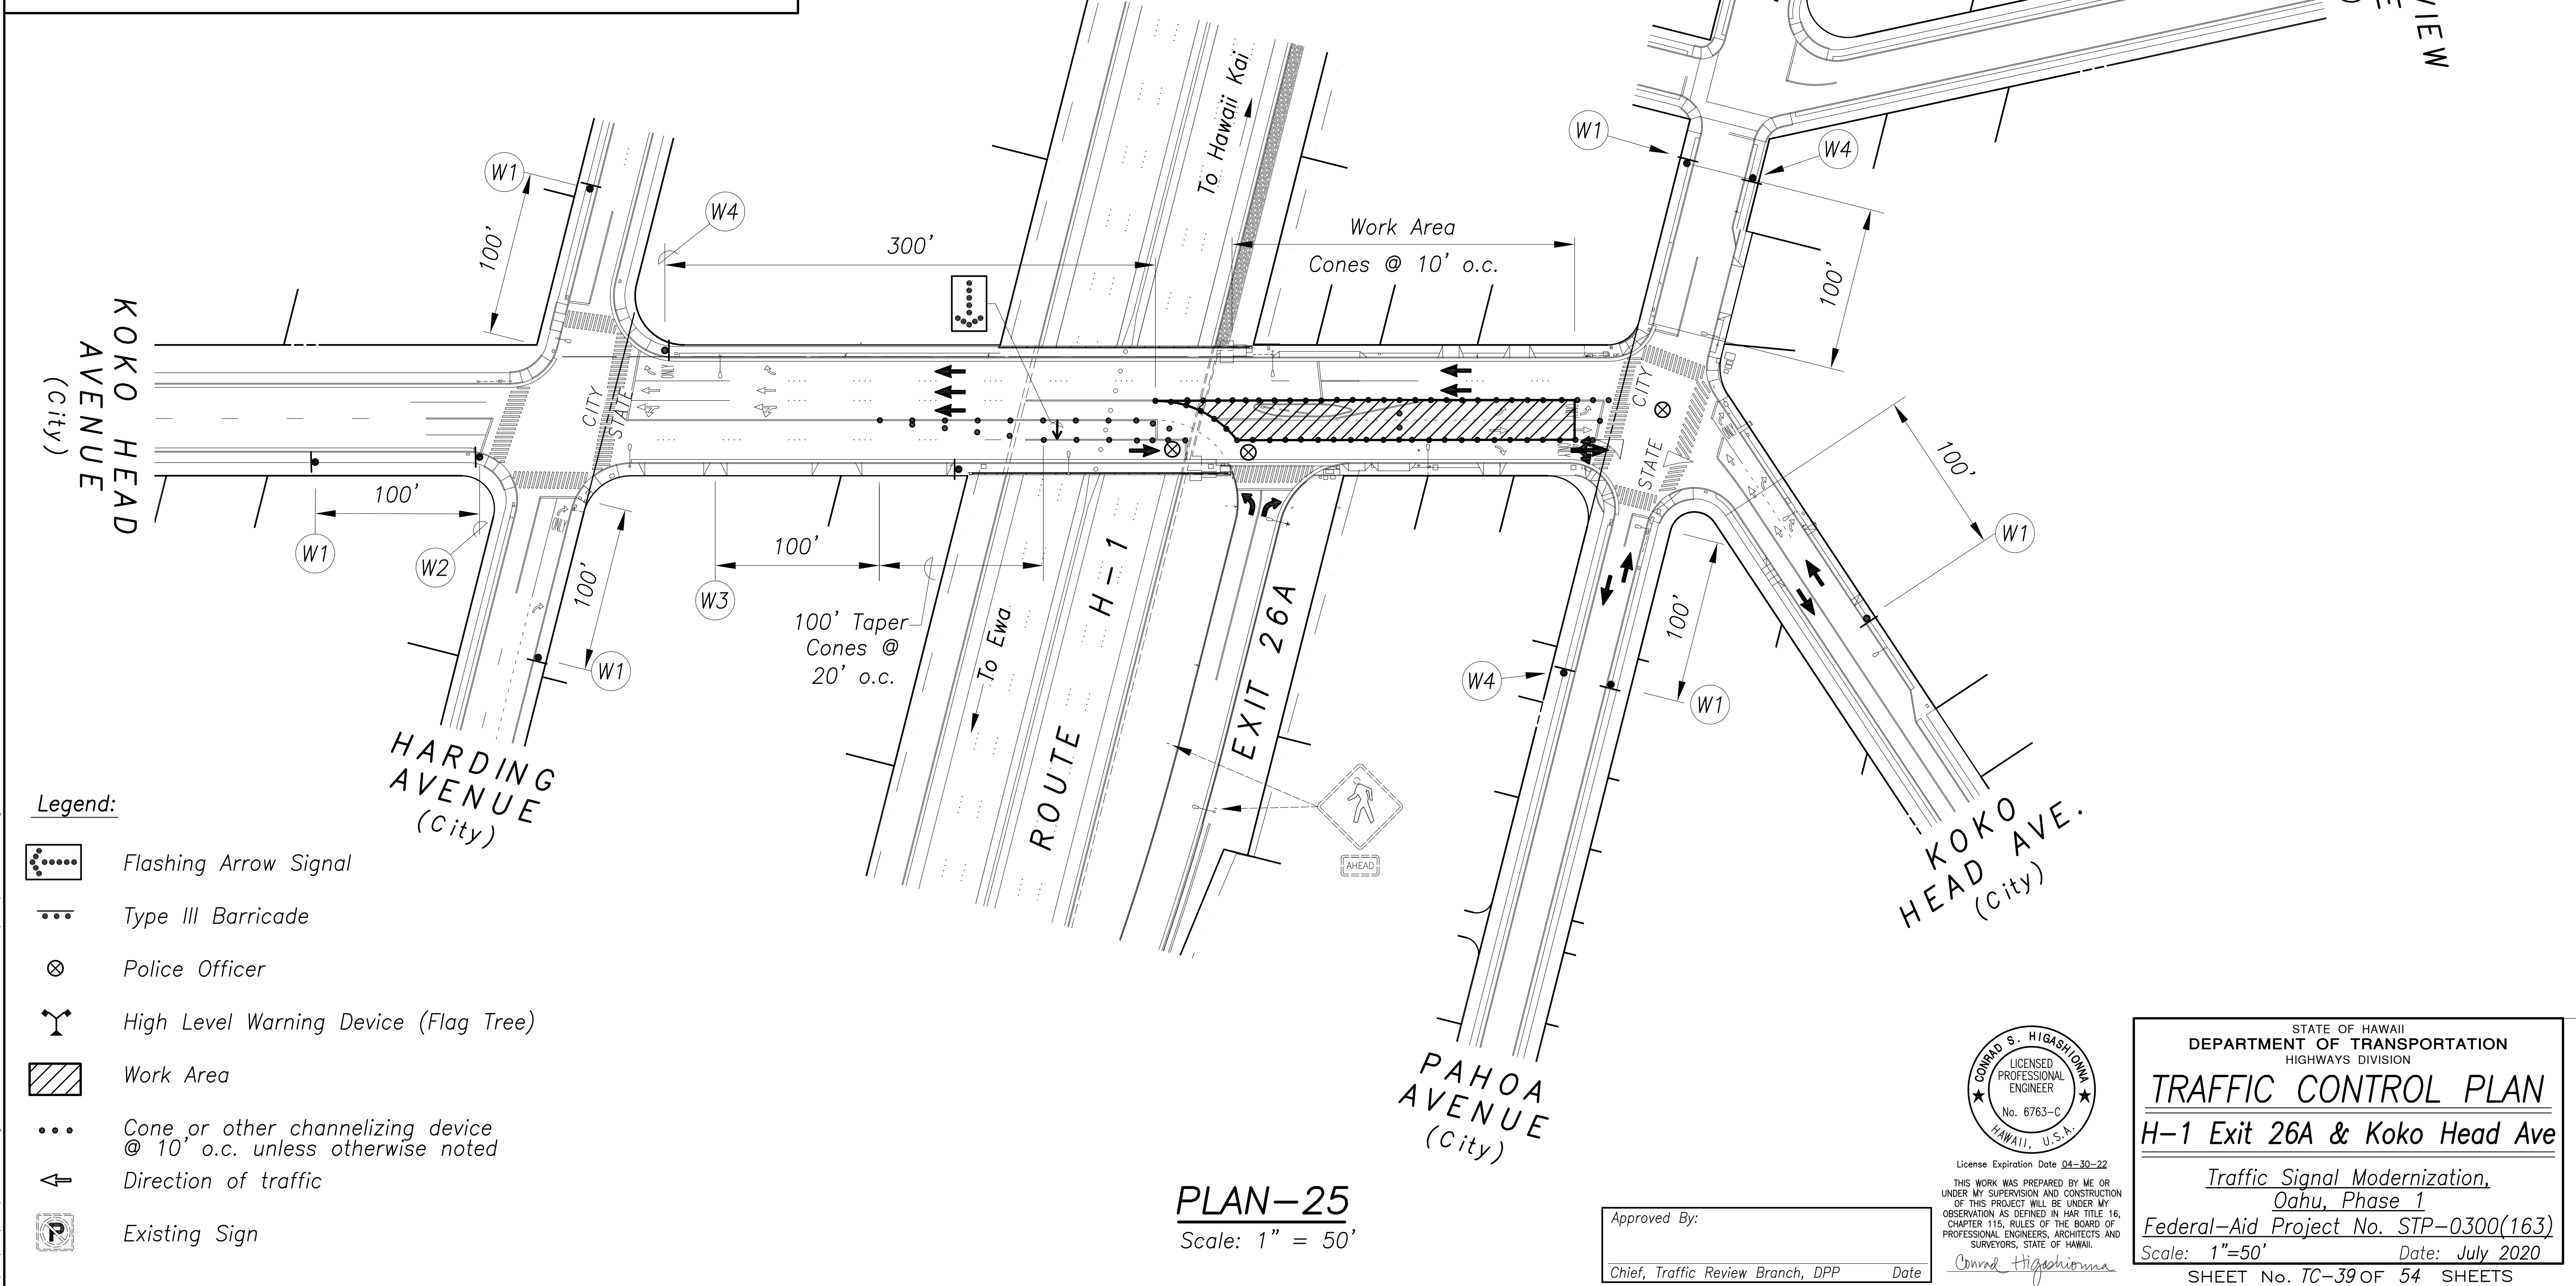 VIEW
To Hawaii Kai
W1
W4
W1
W4
100'
300'
Work Area
Cones @ 10' o.c.
100'
KOKO HEAD
AVENUE
(City)
CITY
STATE
ONLY
CITY
STATE
ONLY
100'
W1
W2
ONLY
100'
W1
100'
W3
100' Taper
Cones @
20' o.c.
To Ewa
ROUTE H-1
EXIT 26A
AHEAD
100'
W1
100'
W4
W1
HARDING
AVENUE
(City)
KOKO
HEAD AVE.
(City)
PAHOA
AVENUE
(City)
Legend:
Flashing Arrow Signal
Type III Barricade
Police Officer
High Level Warning Device (Flag Tree)
Work Area
Cone or other channelizing device
@ 10' o.c. unless otherwise noted
Direction of traffic
Existing Sign
PLAN-25
Scale: 1" = 50'
Approved By:
Chief, Traffic Review Branch, DPP Date
CONRAD S. HIGASHIONNA
LICENSED
PROFESSIONAL
ENGINEER
No. 6763-C
HAWAII, U.S.A.
License Expiration Date 04-30-22
THIS WORK WAS PREPARED BY ME OR
UNDER MY SUPERVISION AND CONSTRUCTION
OF THIS PROJECT WILL BE UNDER MY
OBSERVATION AS DEFINED IN HAR TITLE 16,
CHAPTER 115, RULES OF THE BOARD OF
PROFESSIONAL ENGINEERS, ARCHITECTS AND
SURVEYORS, STATE OF HAWAII.
Conrad Higashionna
STATE OF HAWAII
DEPARTMENT OF TRANSPORTATION
HIGHWAYS DIVISION
TRAFFIC CONTROL PLAN
H-1 Exit 26A & Koko Head Ave
Traffic Signal Modernization,
Oahu, Phase 1
Federal-Aid Project No. STP-0300(163)
Scale: 1"=50' Date: July 2020
SHEET No. TC-39 OF 54 SHEETS